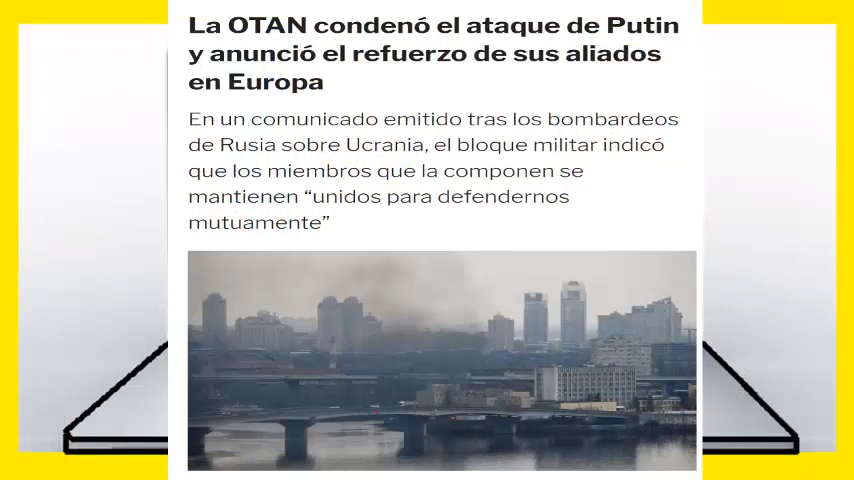 La OTAN condenó el ataque de Putin
y anunció el refuerzo de sus aliados
en Europa
En un comunicado emitido tras los bombardeos
de Rusia sobre Ucrania, el bloque militar indicó
que los miembros que la componen se
mantienen “unidos para defendernos
mutuamente”